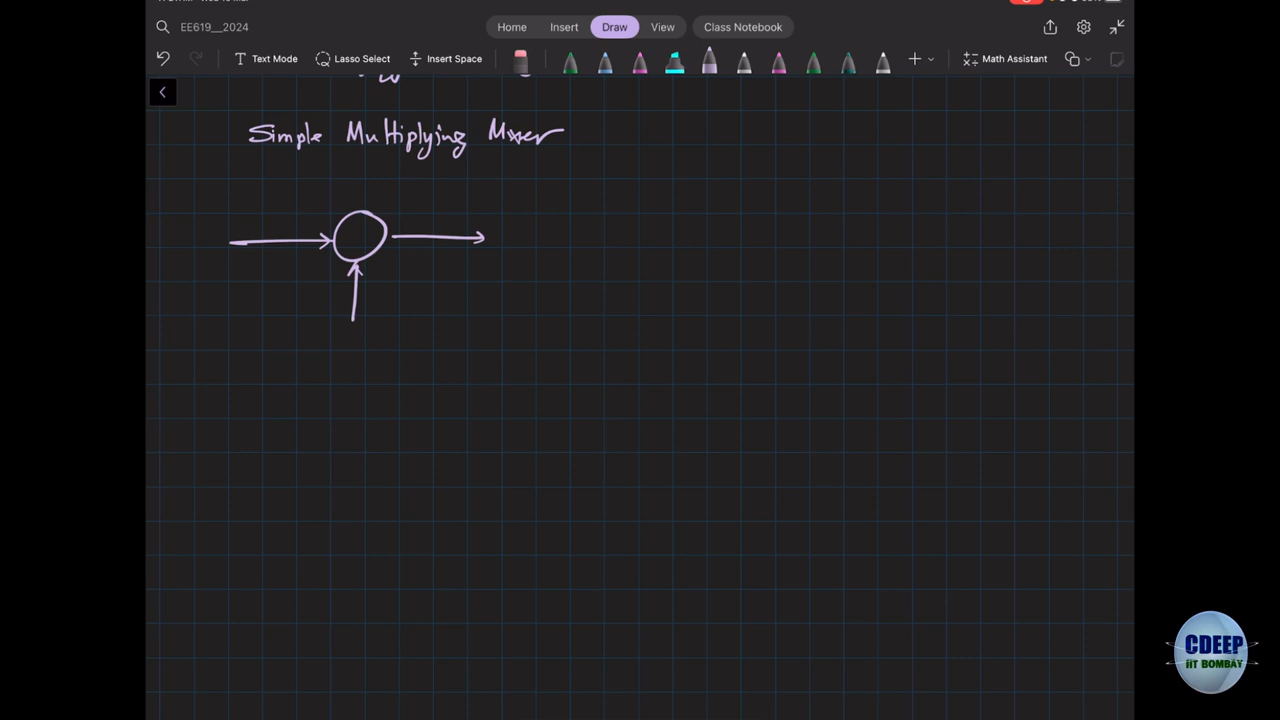 EE619__2024
Home Insert Draw View Class Notebook
Text Mode Lasso Select Insert Space Math Assistant
Simple Multiplying Mixer
CDEEP
IIT BOMBAY